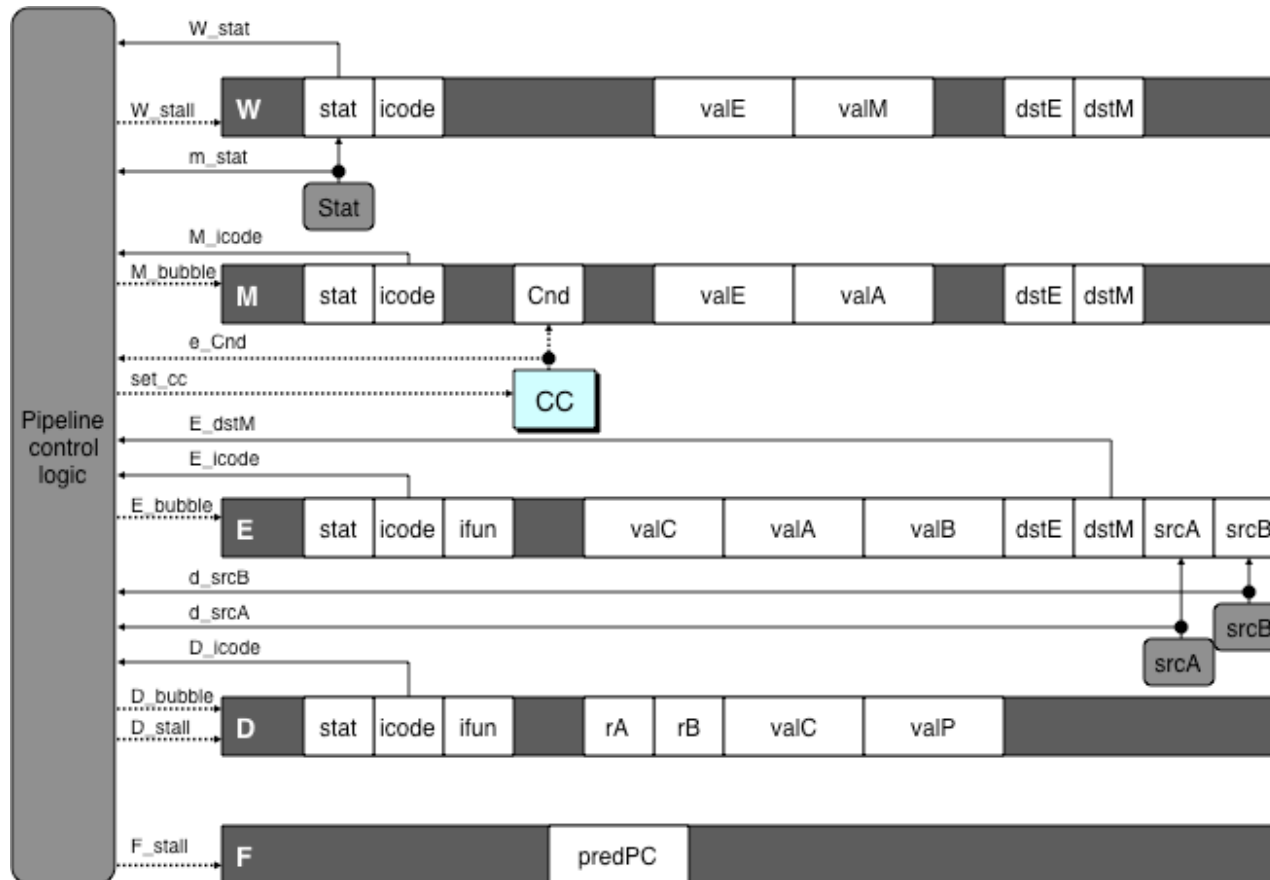 W_stat
W_stall
W stat icode valE valM dstE dstM
m_stat
Stat
M_icode
M_bubble
M stat icode Cnd valE valA dstE dstM
e_Cnd
set_cc
CC
Pipeline
control
logic
E_dstM
E_icode
E_bubble
E stat icode ifun valC valA valB dstE dstM srcA srcB
d_srcB
d_srcA
srcB
D_icode
srcA
D_bubble
D_stall
D stat icode ifun rA rB valC valP
F_stall
F predPC